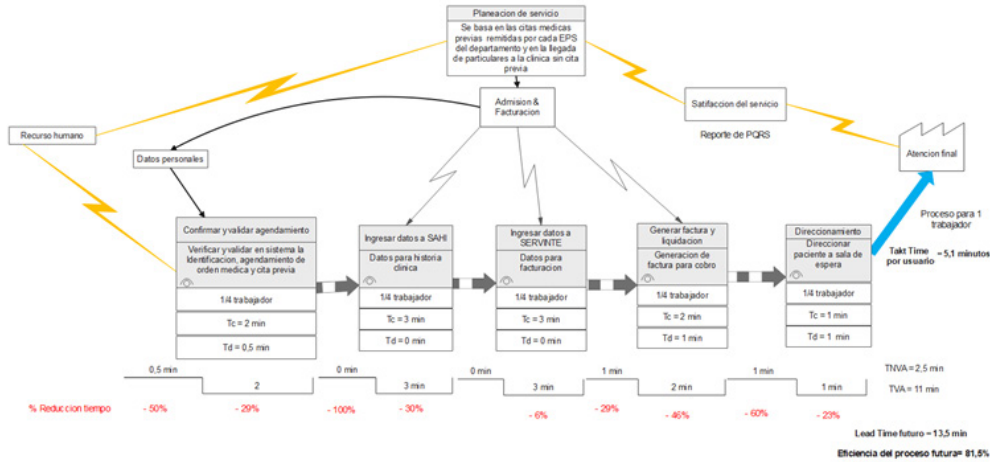 Planeacion de servicio
Se basa en las citas medicas
previas remitidas por cada EPS
del departamento y en la llegada
de particulares a la clinica sin cita
previa
Admision &
Facturacion
Satifaccion del servicio
Reporte de PQRS
Recurso humano
Datos personales
Atencion final
Proceso para 1
trabajador
Takt Time
por usuario
= 5,1 minutos
Confirmar y validar agendamiento
Verificar y validar en sistema la
Identificacion, agendamiento de
orden medica y cita previa
1/4 trabajador
Tc = 2 min
Td = 0,5 min
Ingresar datos a SAHI
Datos para historia
clinica
1/4 trabajador
Tc = 3 min
Td = 0 min
Ingresar datos a
SERVINTE
Datos para
facturacion
1/4 trabajador
Tc = 3 min
Td = 0 min
Generar factura y
liquidacion
Generacion de
factura para cobro
1/4 trabajador
Tc = 2 min
Td = 1 min
Direccionamiento
Direccionar
paciente a sala de
espera
1/4 trabajador
Tc = 1 min
Td = 1 min
0,5 min
2
0 min
3 min
0 min
3 min
1 min
2 min
1 min
1 min
TNVA = 2,5 min
TVA = 11 min
% Reduccion tiempo
- 50%
- 29%
- 100%
- 30%
- 6%
- 29%
- 46%
- 60%
- 23%
Lead Time futuro = 13,5 min
Eficiencia del proceso futura= 81,5%